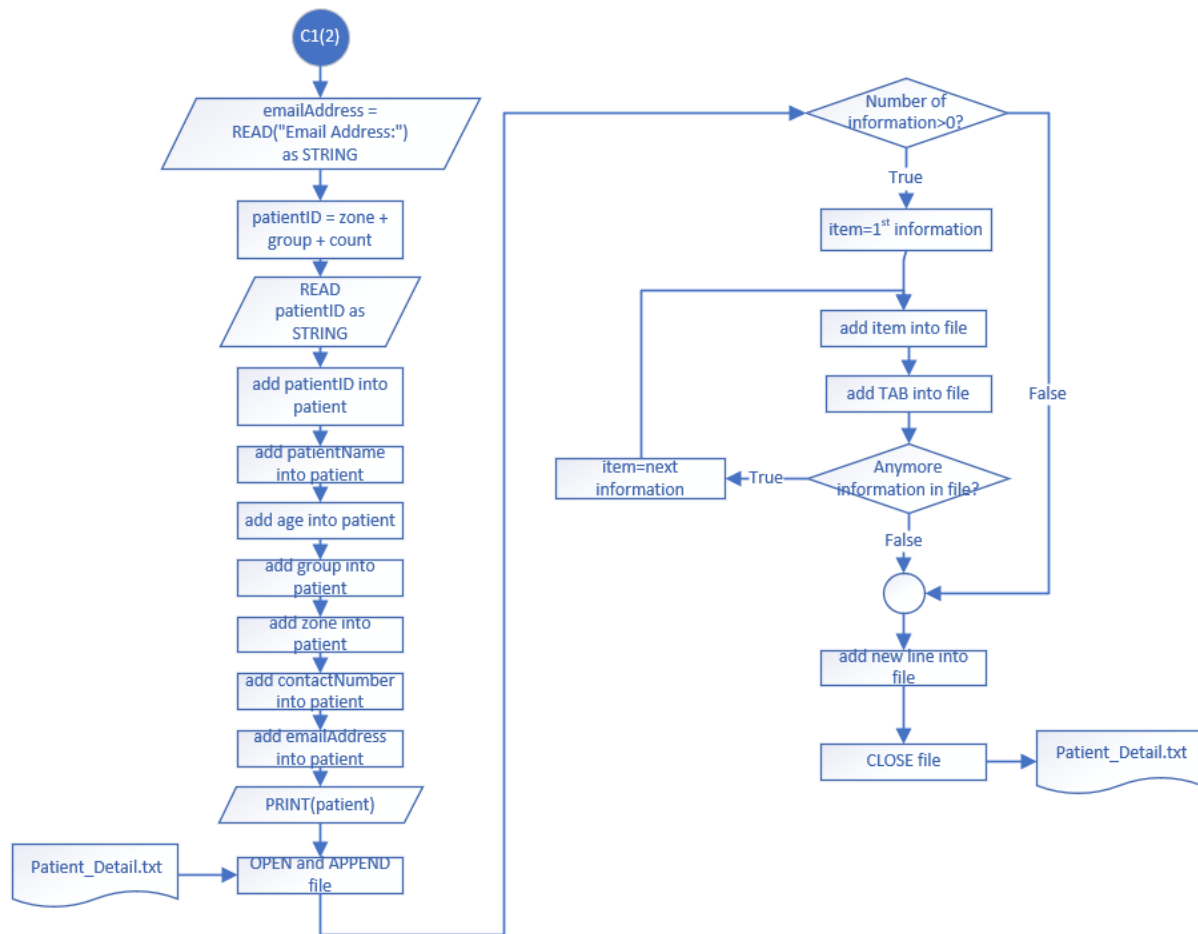 C1(2)
emailAddress =
READ("Email Address:")
as STRING
patientID = zone +
group + count
READ
patientID as
STRING
add patientID into
patient
add patientName
into patient
add age into patient
add group into
patient
add zone into
patient
add contactNumber
into patient
add emailAddress
into patient
PRINT(patient)
Patient_Detail.txt
OPEN and APPEND
file
Number of
information>0?
True
item=1st information
add item into file
add TAB into file
False
item=next
information
True
Anymore
information in file?
False
add new line into
file
CLOSE file
Patient_Detail.txt